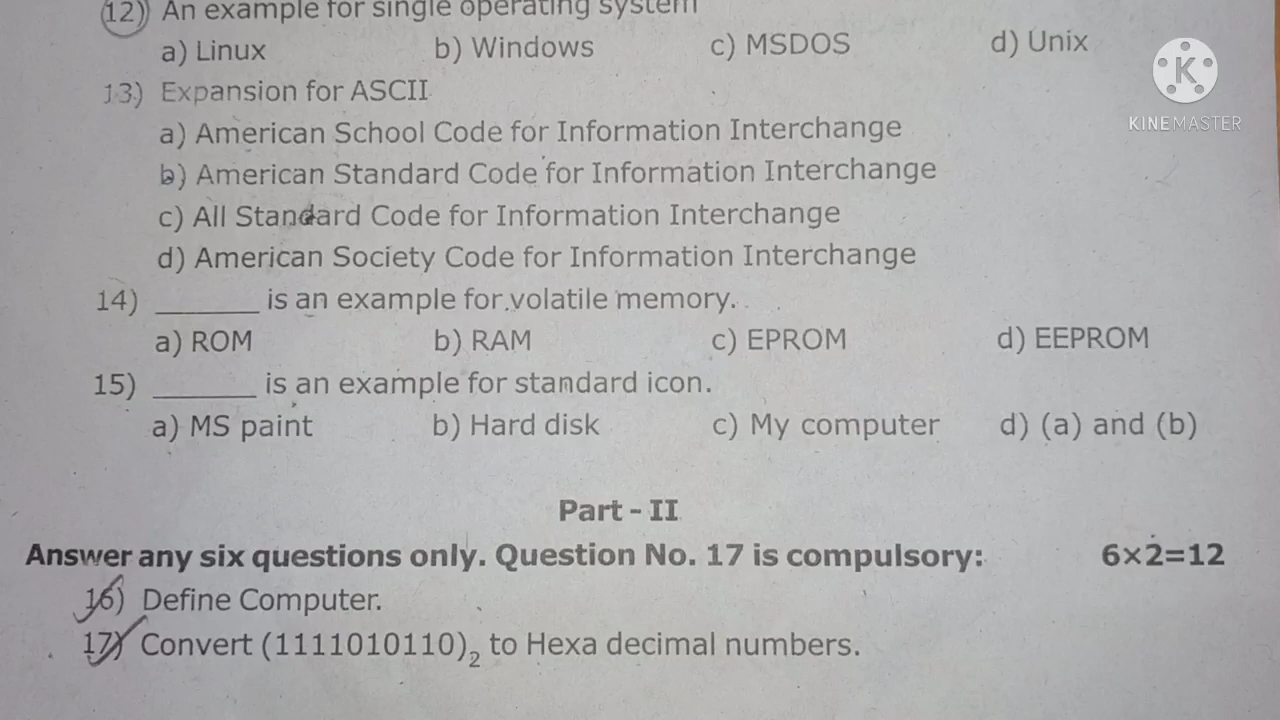 12) An example for single operating system
a) Linux b) Windows c) MSDOS d) Unix
13) Expansion for ASCII
a) American School Code for Information Interchange
b) American Standard Code for Information Interchange
c) All Standard Code for Information Interchange
d) American Society Code for Information Interchange
14) _______ is an example for volatile memory.
a) ROM b) RAM c) EPROM d) EEPROM
15) _______ is an example for standard icon.
a) MS paint b) Hard disk c) My computer d) (a) and (b)
Part - II
Answer any six questions only. Question No. 17 is compulsory: 6×2=12
16) Define Computer.
17) Convert (1111010110)₂ to Hexa decimal numbers.
K
KINEMASTER